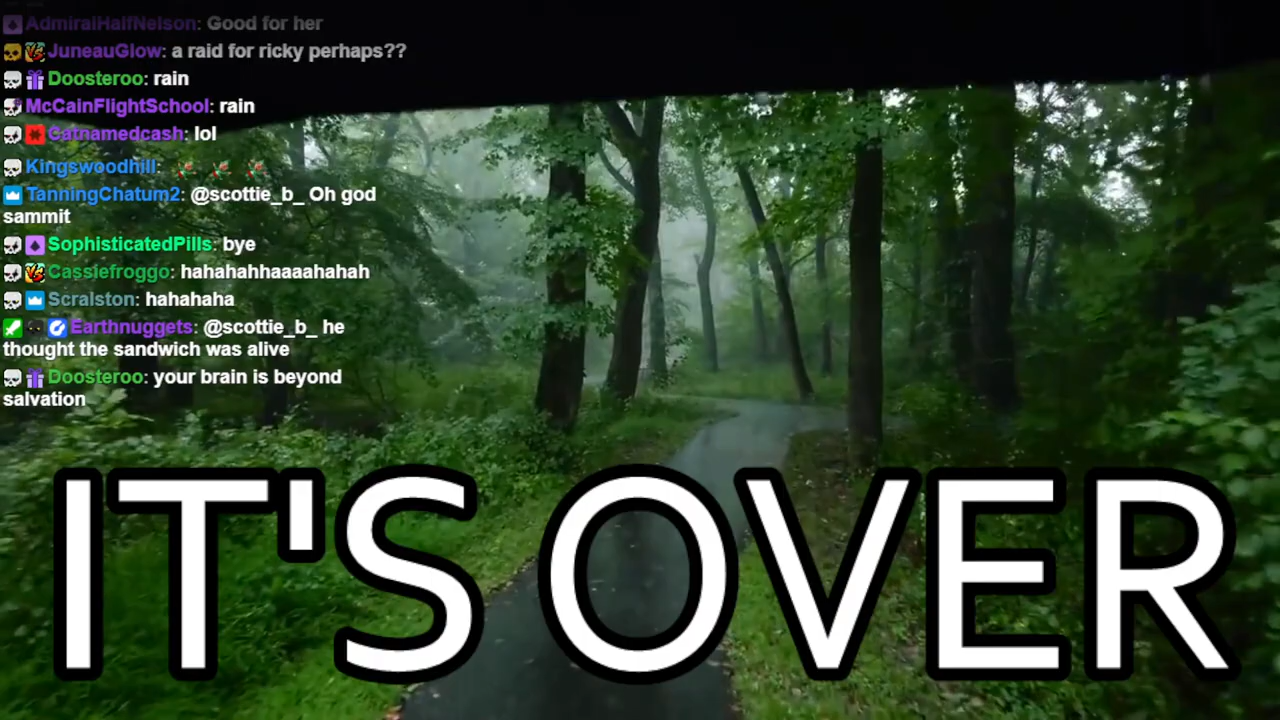 AdmiralHalfNelson: Good for her
JuneauGlow: a raid for ricky perhaps??
Doosteroo: rain
McCainFlightSchool: rain
Catnamedcash: lol
Kingswoodhill:
TanningChatum2: @scottie_b_ Oh god
sammit
SophisticatedPills: bye
Cassiefroggo: hahahahhaaaahahah
Scralston: hahahaha
Earthnuggets: @scottie_b_ he
thought the sandwich was alive
Doosteroo: your brain is beyond
salvation
IT'S OVER